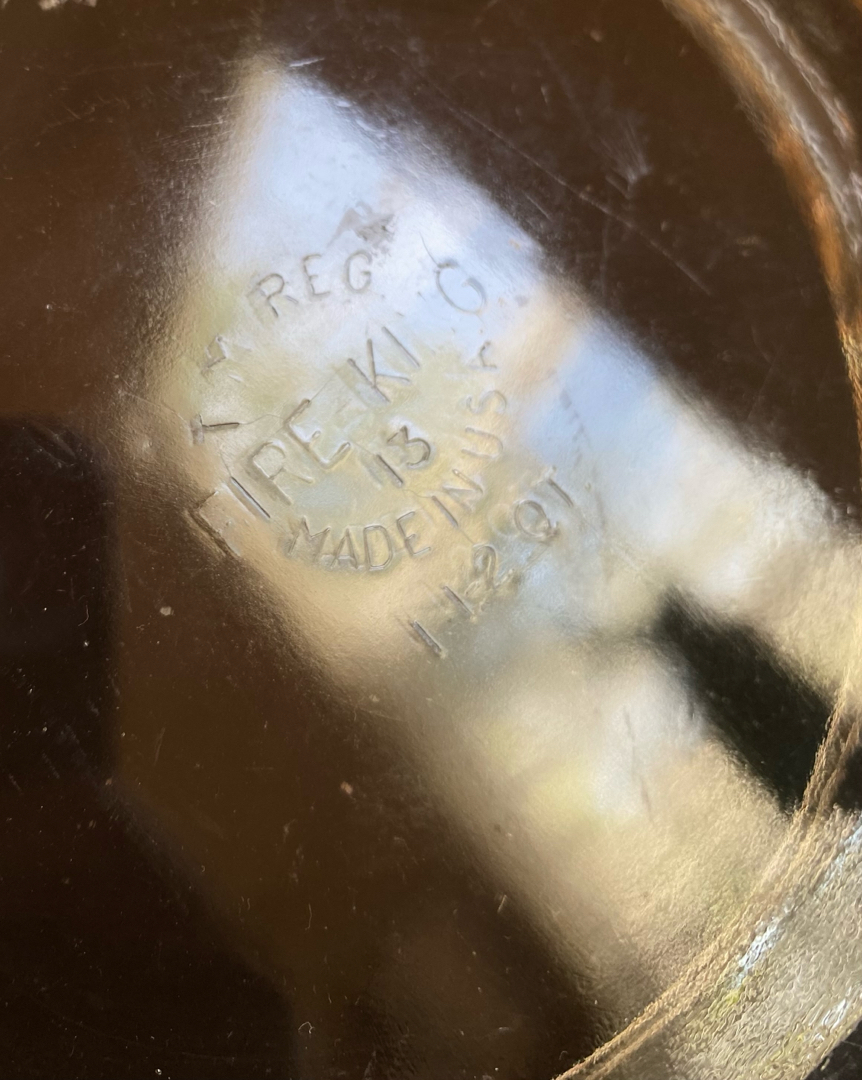 REG
FIRE-KING
13
MADE IN USA
1 1-2 QT